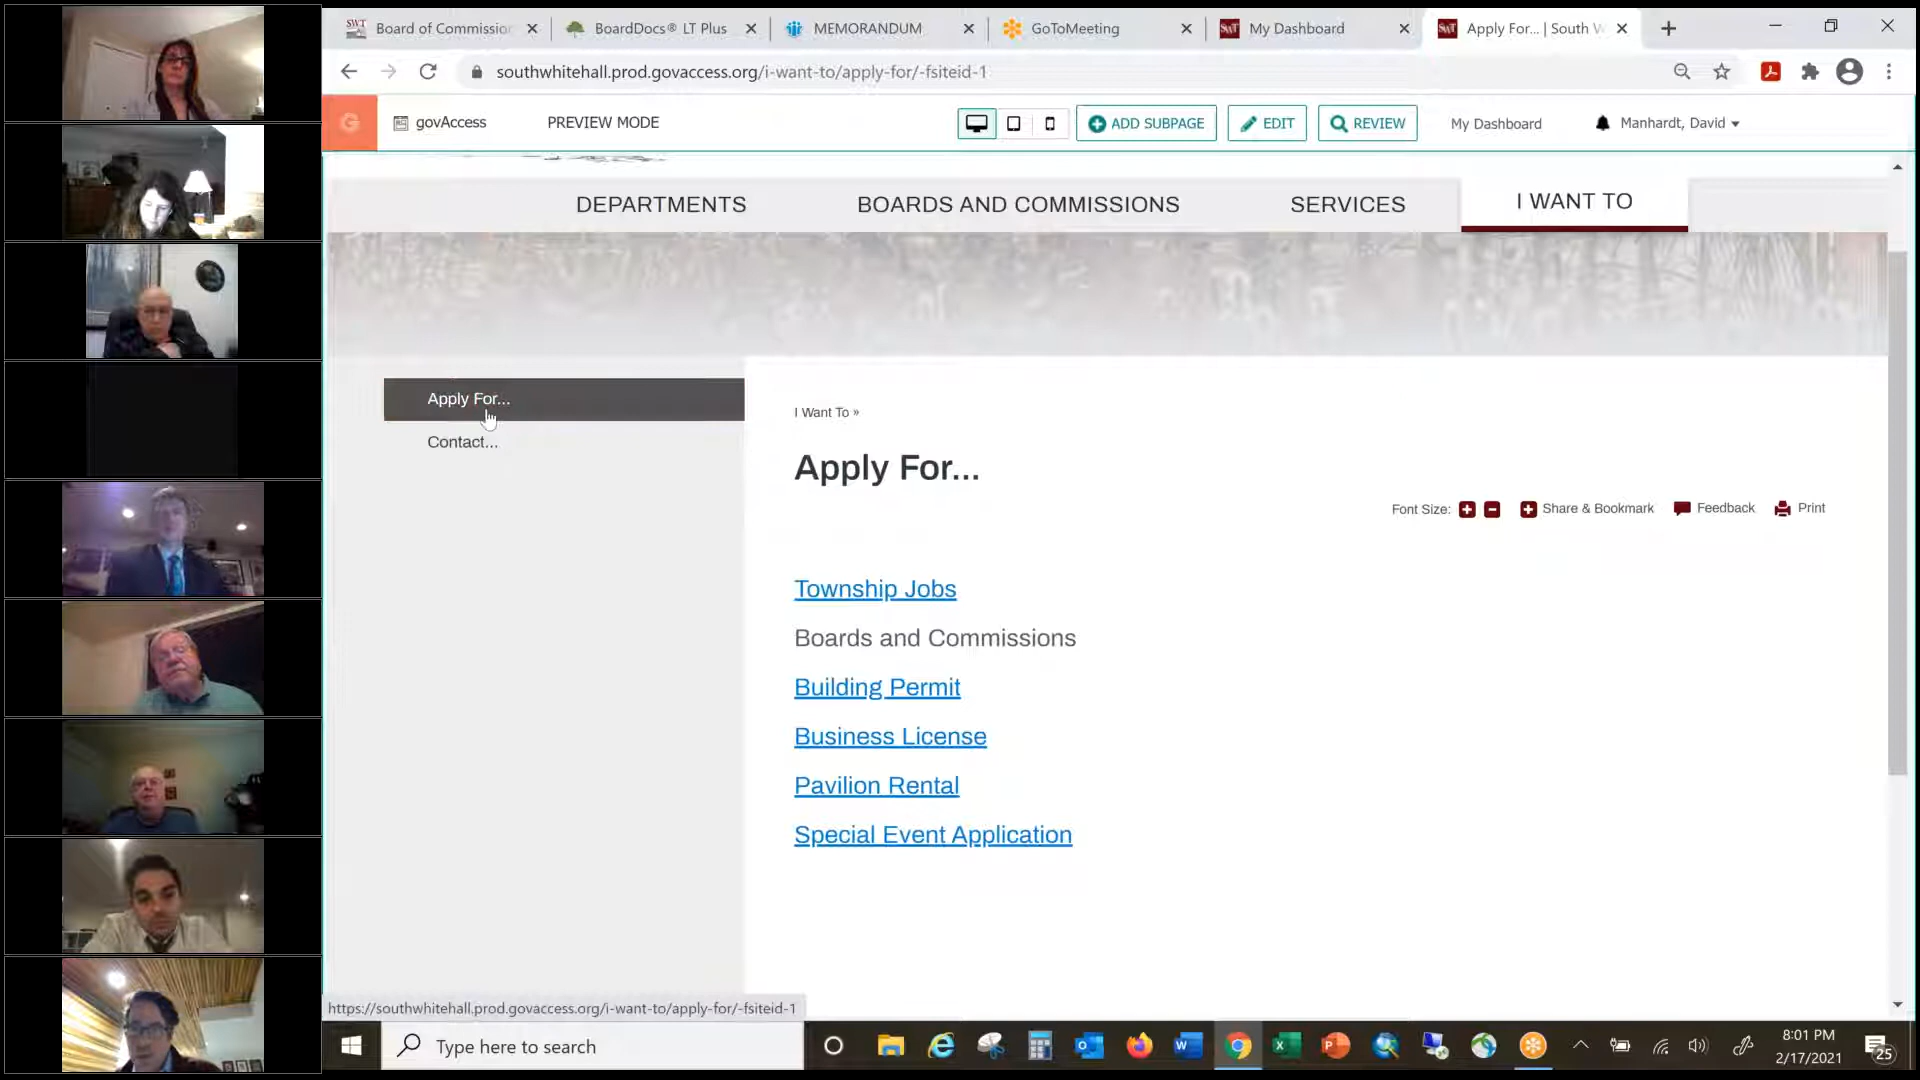 Board of Commission
BoardDocs® LT Plus
MEMORANDUM
GoToMeeting
My Dashboard
Apply For... | South W
southwhitehall.prod.govaccess.org/i-want-to/apply-for/-fsiteid-1
G govAccess PREVIEW MODE ADD SUBPAGE EDIT REVIEW My Dashboard Manhardt, David
DEPARTMENTS BOARDS AND COMMISSIONS SERVICES I WANT TO
Apply For...
Contact...
I Want To »
Apply For...
Font Size: Share & Bookmark Feedback Print
Township Jobs
Boards and Commissions
Building Permit
Business License
Pavilion Rental
Special Event Application
https://southwhitehall.prod.govaccess.org/i-want-to/apply-for/-fsiteid-1
Type here to search
8:01 PM
2/17/2021
25